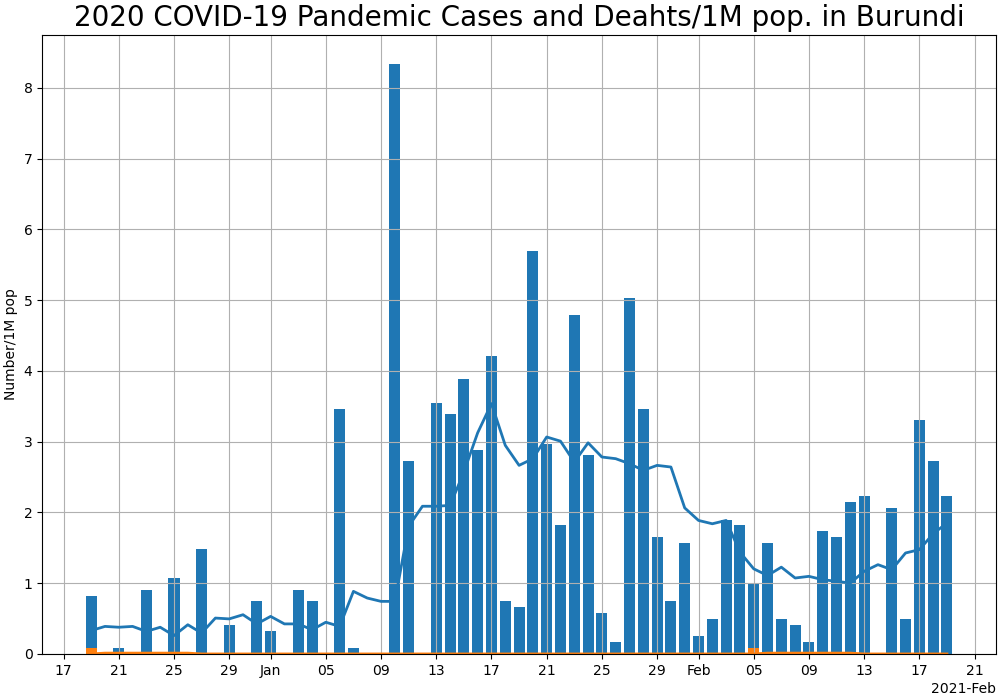 2020 COVID-19 Pandemic Cases and Deahts/1M pop. in Burundi
Number/1M pop
8
7
6
5
4
3
2
1
0
17 21 25 29 Jan 05 09 13 17 21 25 29 Feb 05 09 13 17 21
2021-Feb